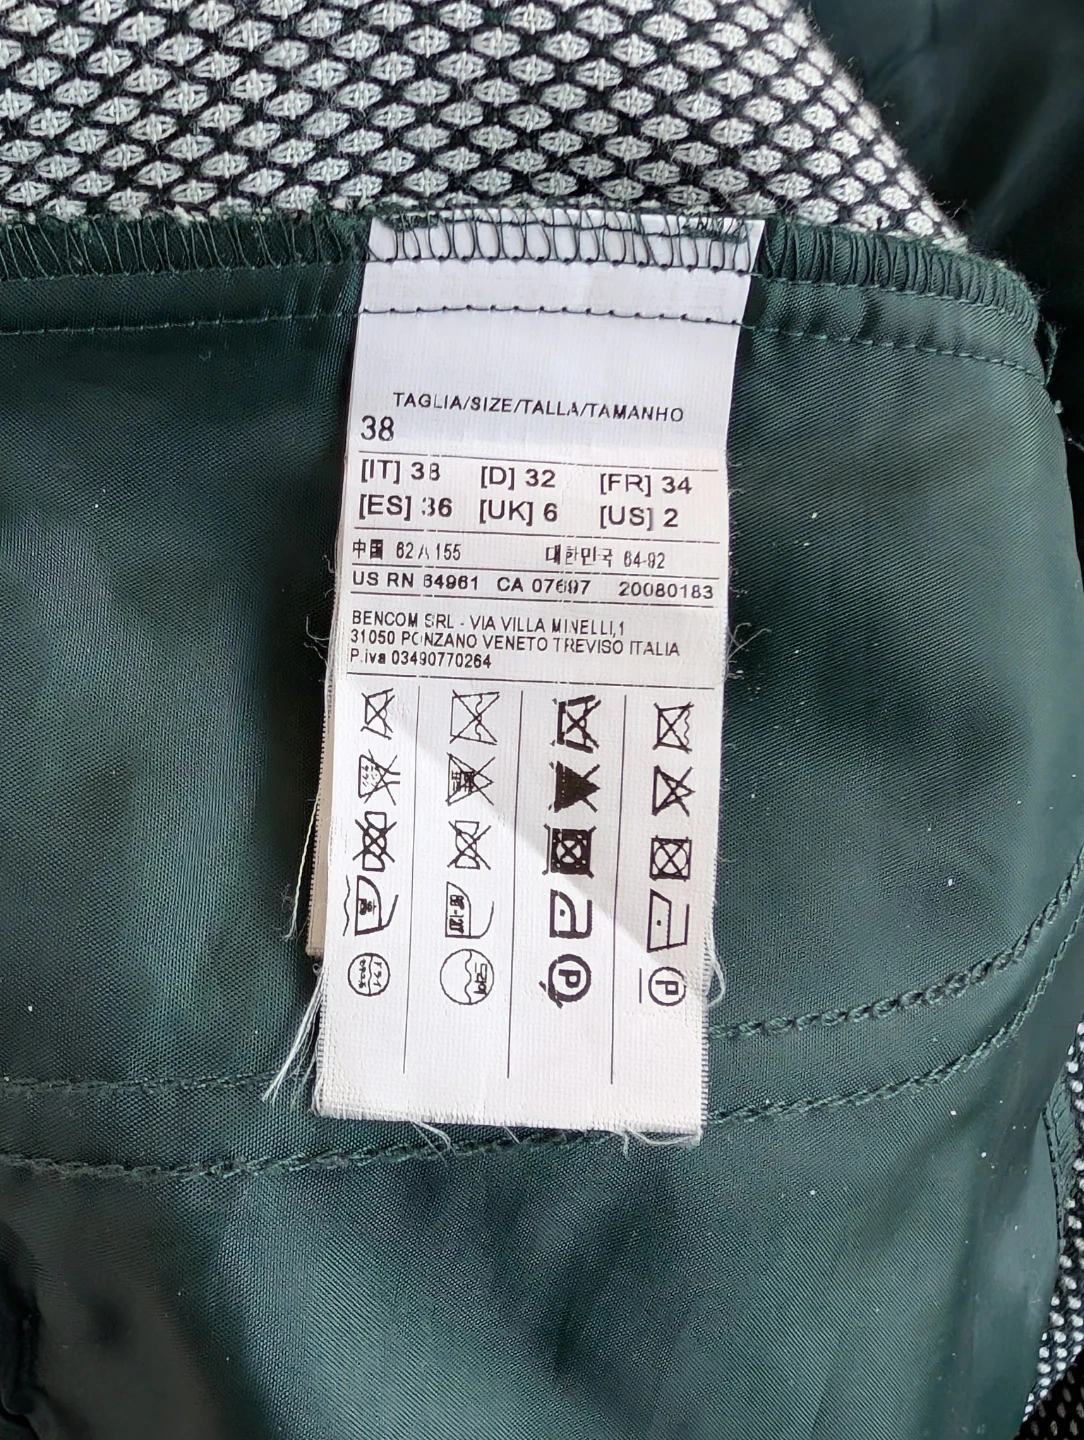 TAGLIA/SIZE/TALLA/TAMANHO
38
[IT] 38 [D] 32 [FR] 34
[ES] 36 [UK] 6 [US] 2
中国 62A 155 대한민국 64-92
US RN 64961 CA 07697 20080183
BENCOM SRL - VIA VILLA MINELLI,1
31050 PONZANO VENETO TREVISO ITALIA
P.iva 03490770264
P P